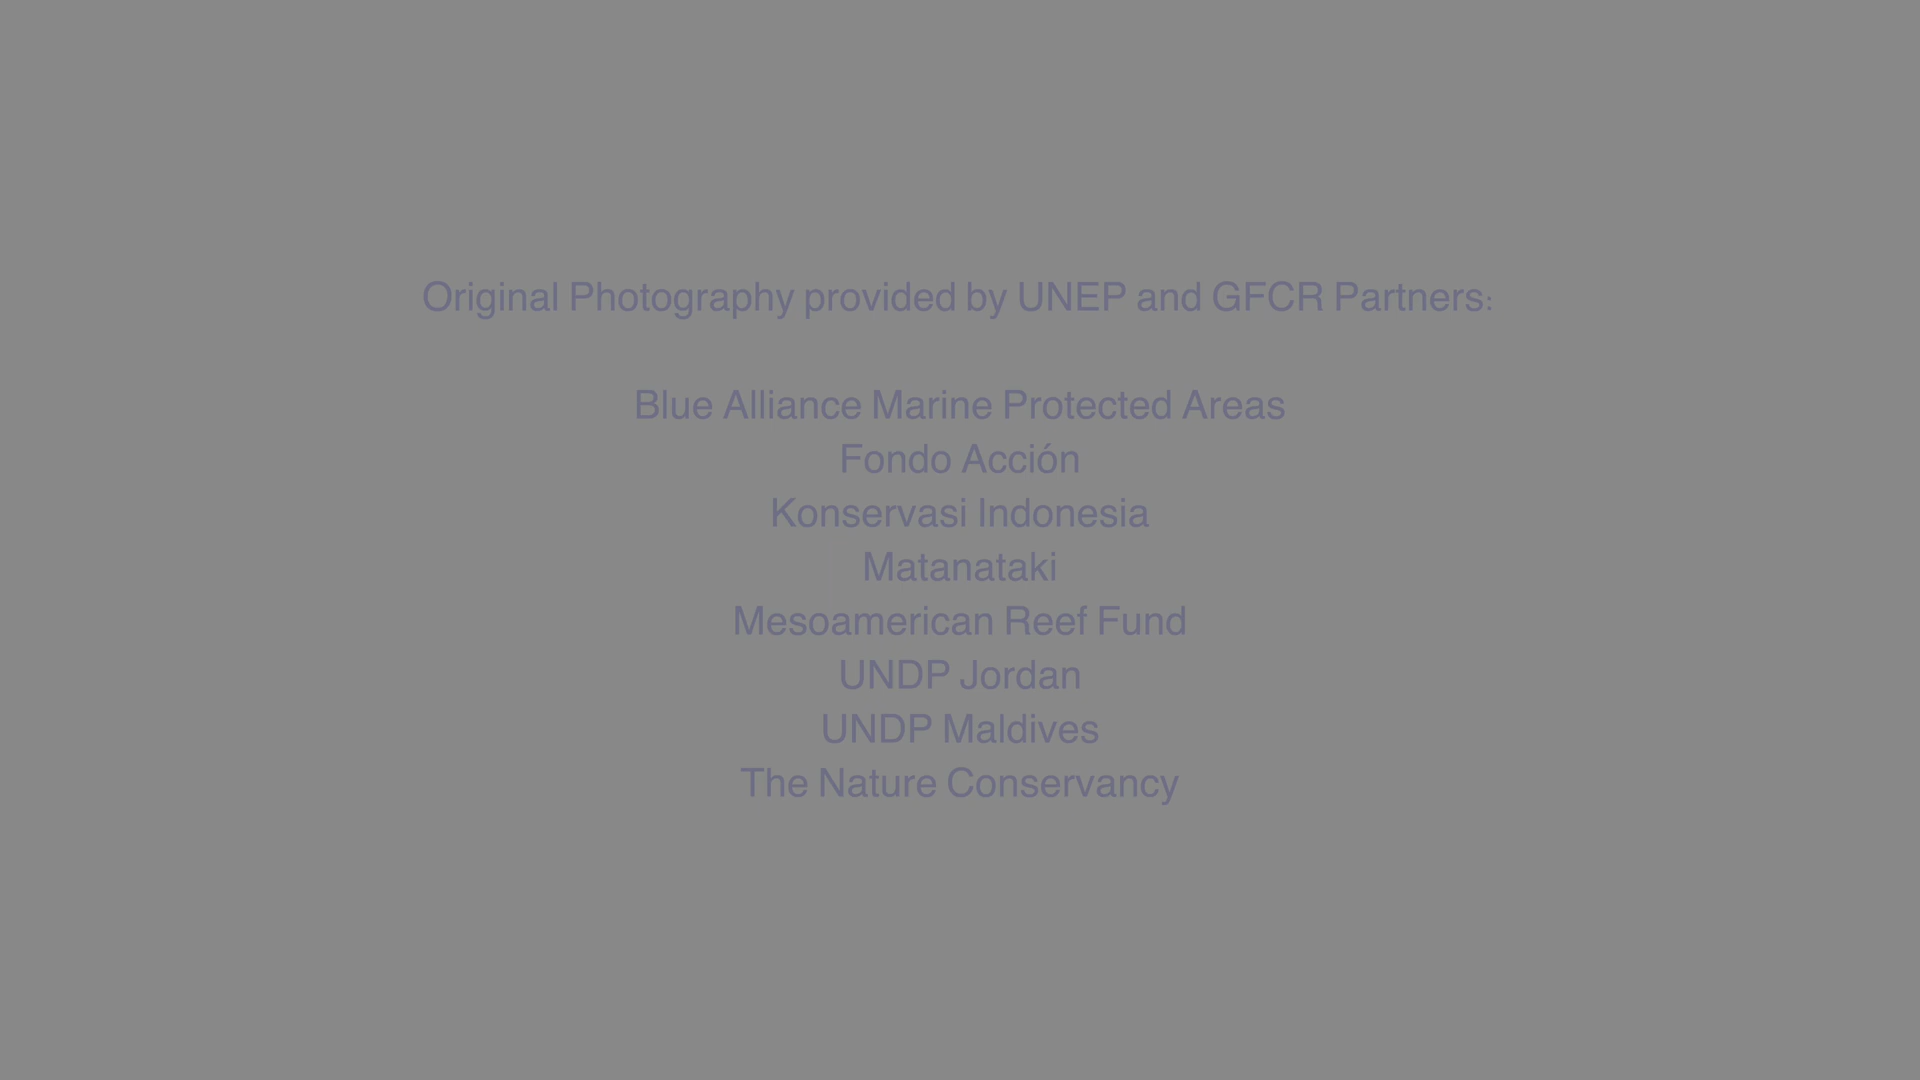 Original Photography provided by UNEP and GFCR Partners:
Blue Alliance Marine Protected Areas
Fondo Acción
Konservasi Indonesia
Matanataki
Mesoamerican Reef Fund
UNDP Jordan
UNDP Maldives
The Nature Conservancy